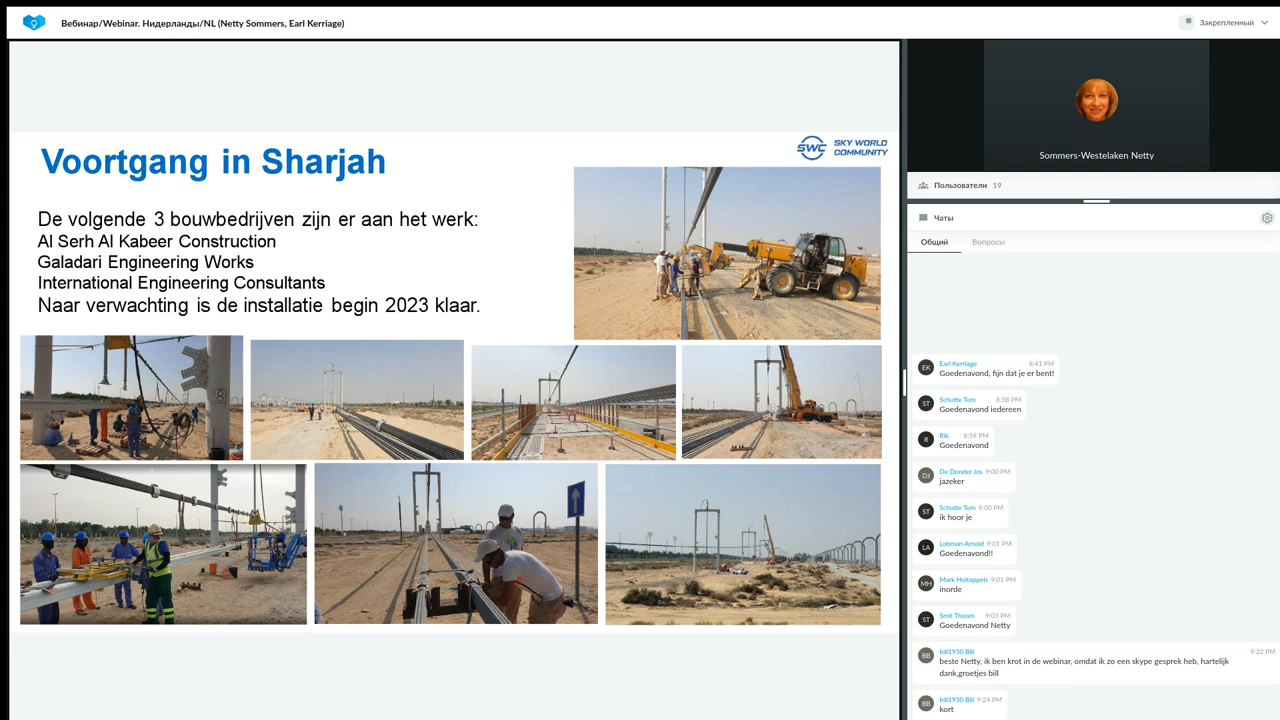 Вебинар/Webinar. Нидерланды/NL (Netty Sommers, Earl Kerriage)
Закрепленный
Voortgang in Sharjah
SWC SKY WORLD
COMMUNITY
De volgende 3 bouwbedrijven zijn er aan het werk:
Al Serh Al Kabeer Construction
Galadari Engineering Works
International Engineering Consultants
Naar verwachting is de installatie begin 2023 klaar.
Sommers-Westelaken Netty
Пользователи 19
Чаты
Общий Вопросы
EK Earl Kerriage 8:41 PM
Goedenavond, fijn dat je er bent!
ST Schutte Tom 8:58 PM
Goedenavond iedereen
R Rik 8:59 PM
Goedenavond
DJ De Donder Jos 9:00 PM
jazeker
ST Schutte Tom 9:00 PM
ik hoor je
LA Lobman Arnold 9:01 PM
Goedenavond!!
MH Mark Holtappels 9:01 PM
inorde
ST Smit Thoom 9:03 PM
Goedenavond Netty
BB bill1950 Bill 9:22 PM
beste Netty, ik ben krot in de webinar, omdat ik zo een skype gesprek heb, hartelijk
dank,groetjes bill
BB bill1950 Bill 9:24 PM
kort